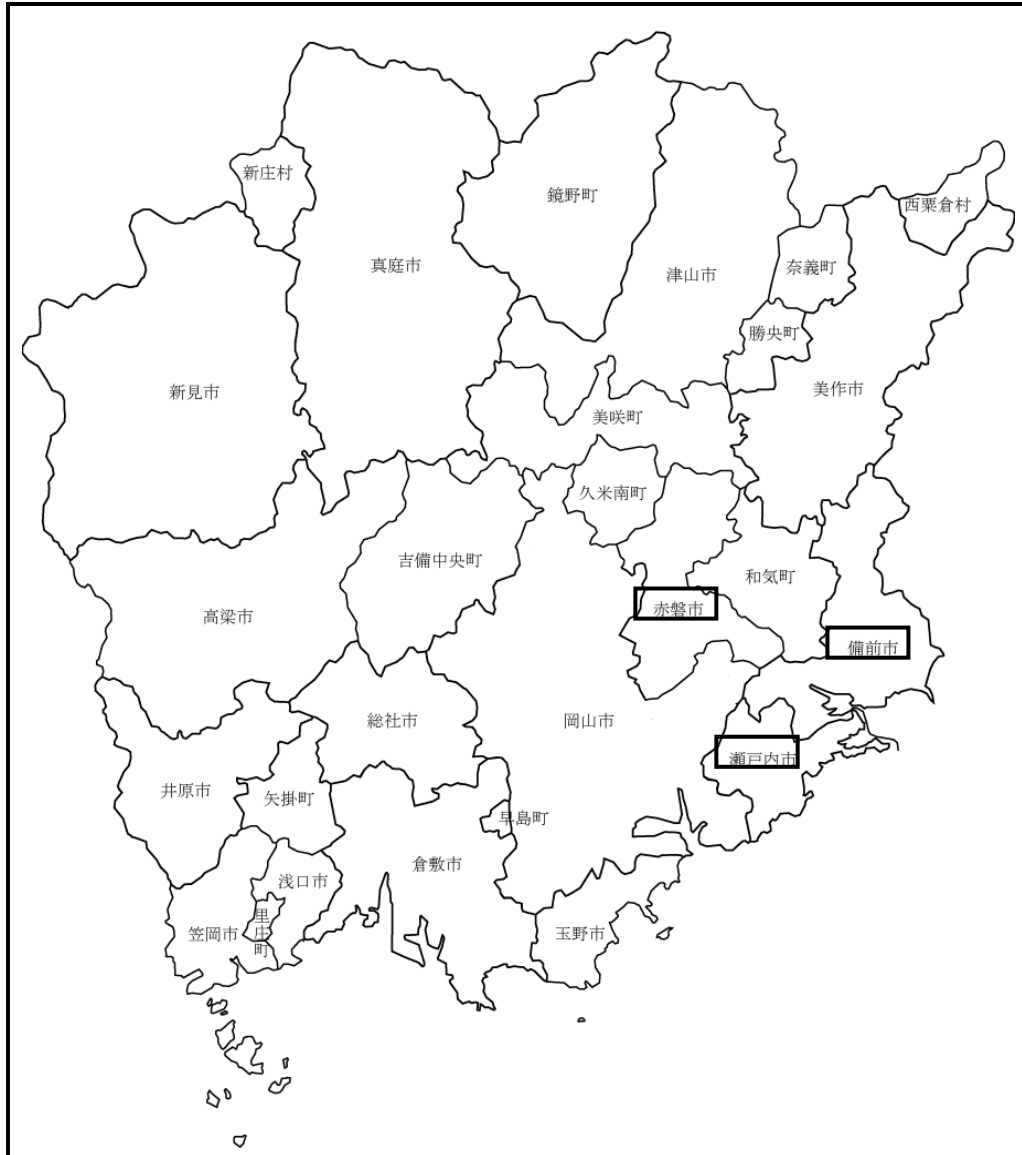 新庄村
鏡野町
西粟倉村
真庭市
津山市
奈義町
勝央町
新見市
美作市
美咲町
久米南町
吉備中央町
和気町
高梁市
赤磐市
備前市
総社市
岡山市
瀬戸内市
井原市
矢掛町
早島町
倉敷市
浅口市
里庄町
笠岡市
玉野市